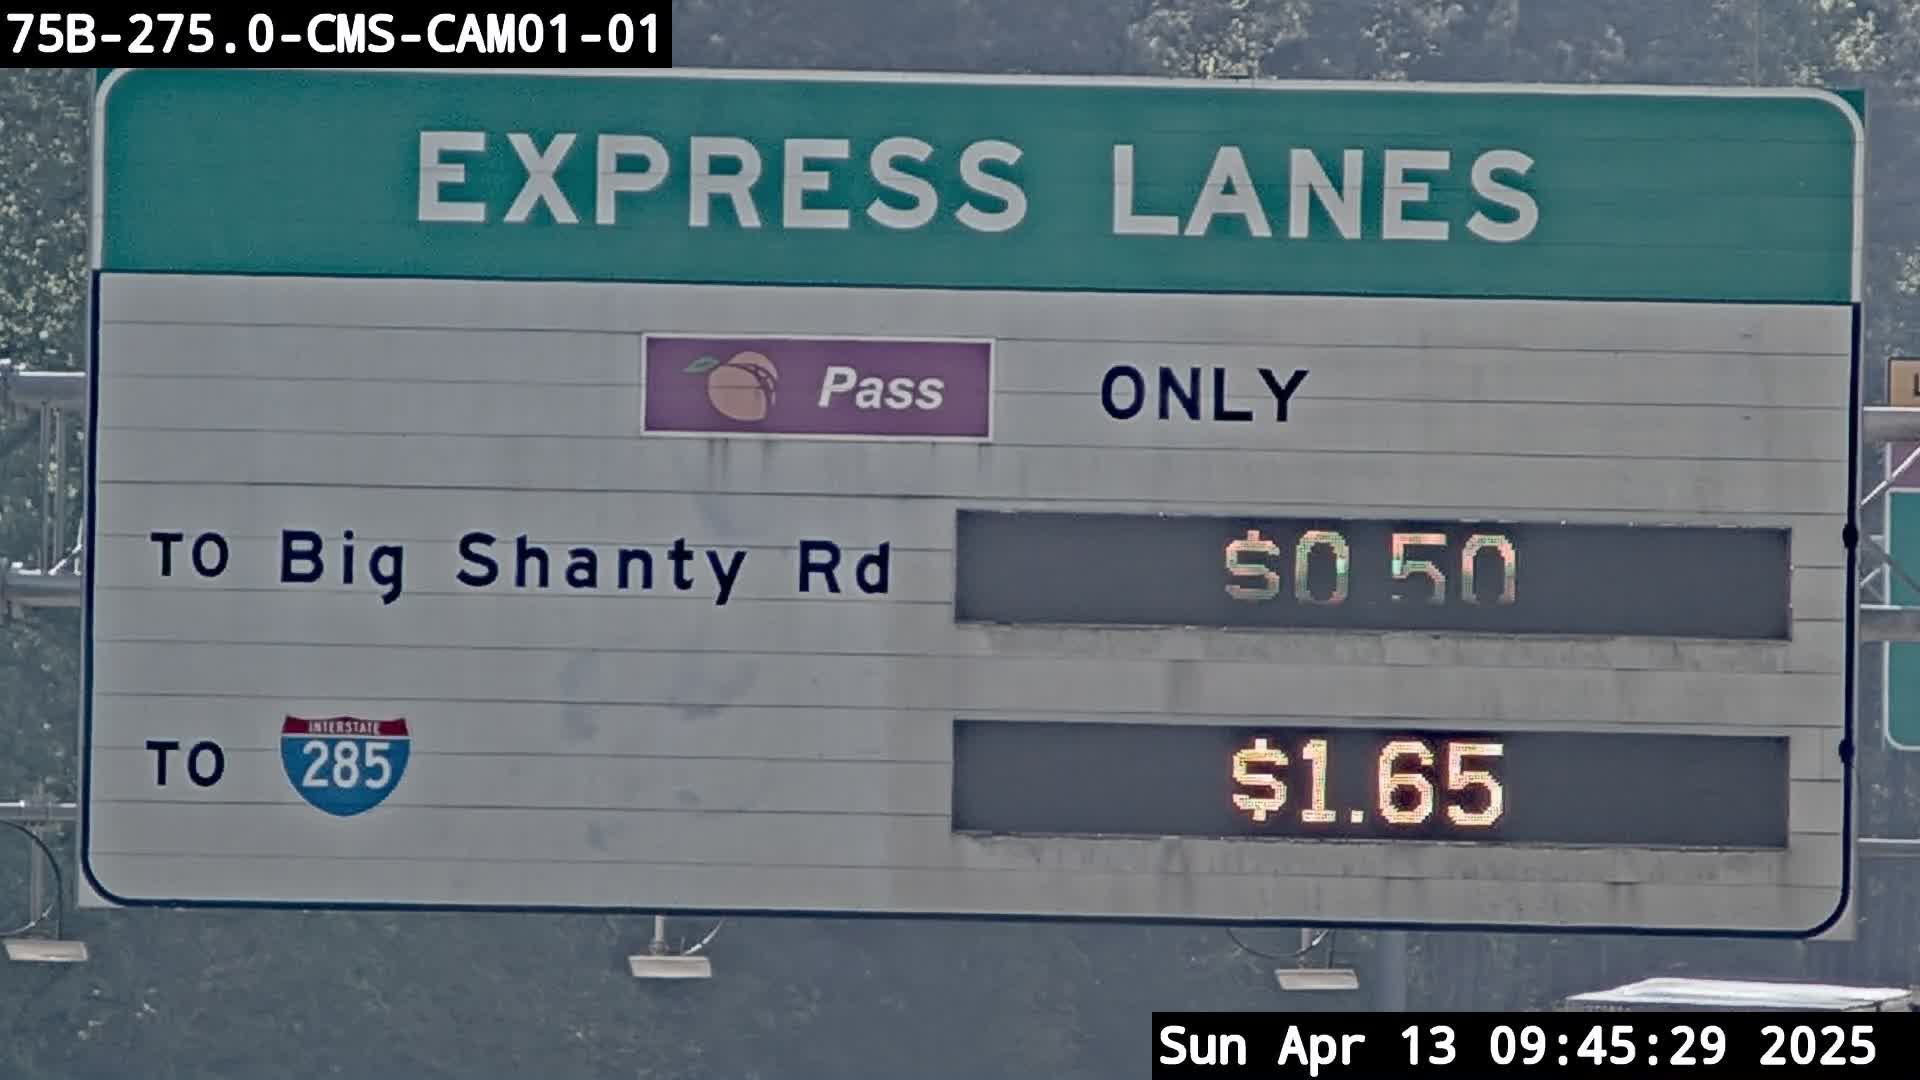 75B-275.0-CMS-CAM01-01
EXPRESS LANES
Pass ONLY
TO Big Shanty Rd $0.50
INTERSTATE
TO 285 $1.65
Sun Apr 13 09:45:29 2025